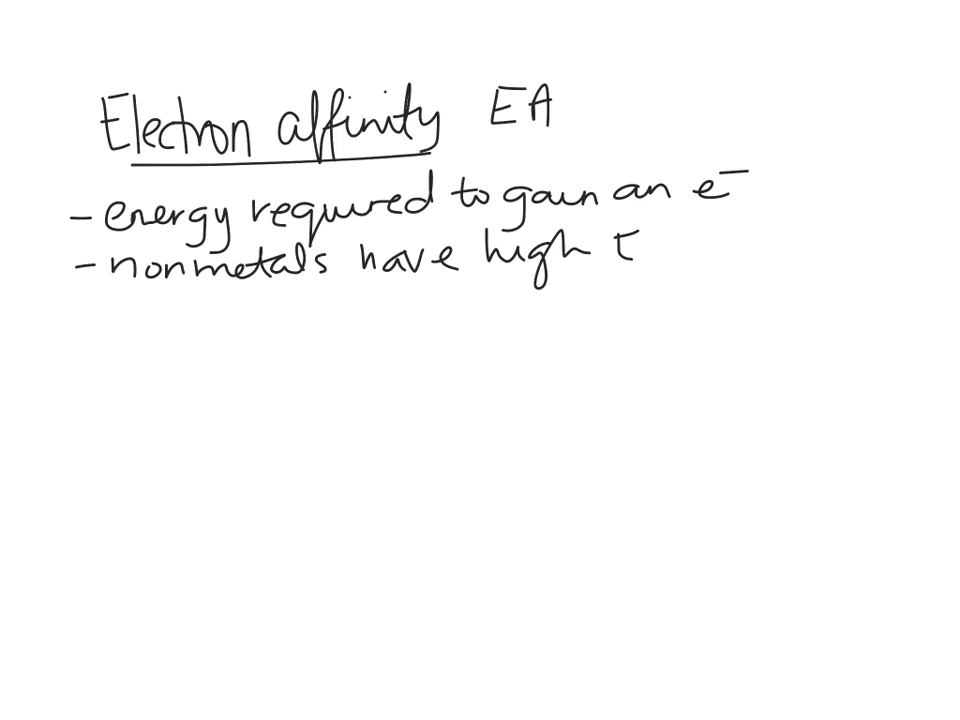 Electron affinity EA
- energy required to gain an e⁻
- nonmetals have high